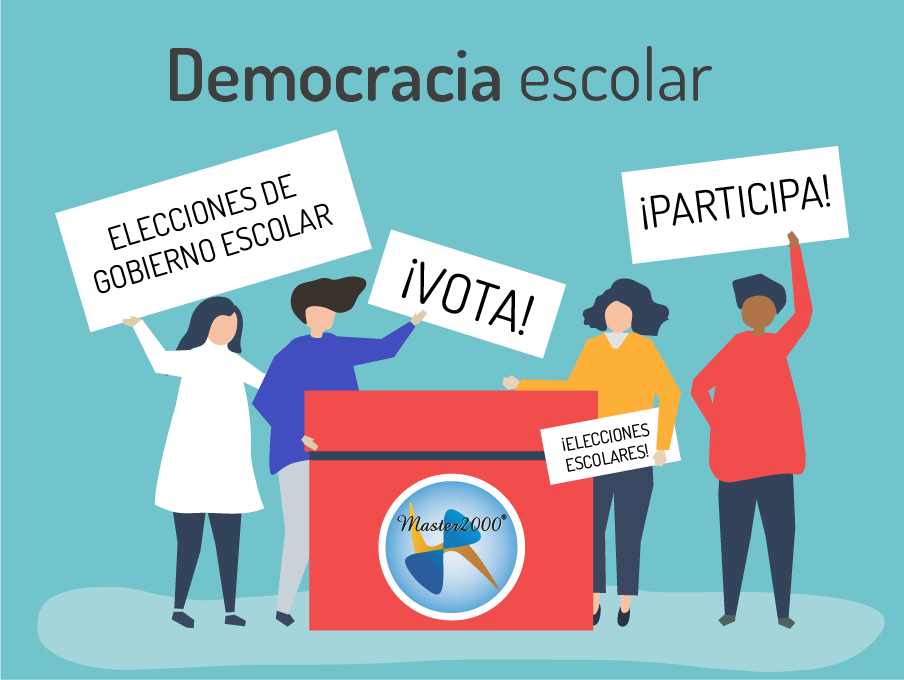 Democracia escolar
ELECCIONES DE
GOBIERNO ESCOLAR
¡VOTA!
¡PARTICIPA!
¡ELECCIONES
ESCOLARES!
Master2000®